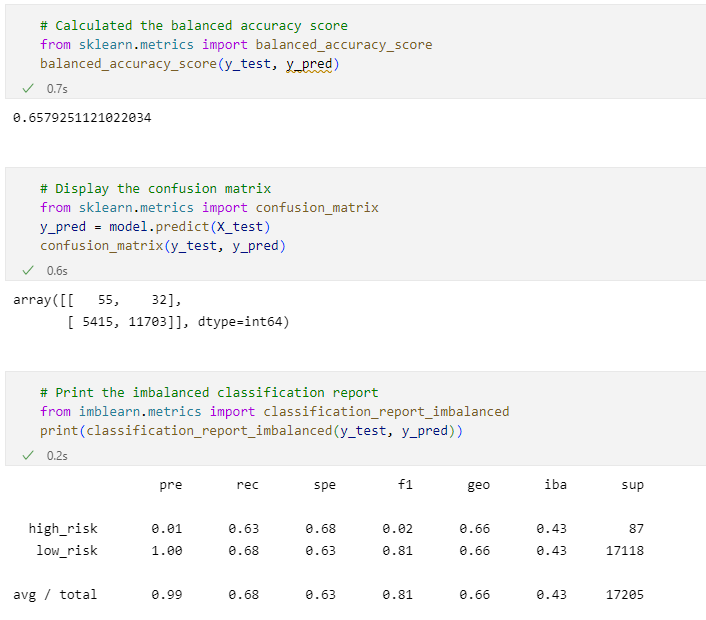 # Calculated the balanced accuracy score
from sklearn.metrics import balanced_accuracy_score
balanced_accuracy_score(y_test, y_pred)
✓ 0.7s
0.6579251121022034
# Display the confusion matrix
from sklearn.metrics import confusion_matrix
y_pred = model.predict(X_test)
confusion_matrix(y_test, y_pred)
✓ 0.6s
array([[   55,    32],
       [ 5415, 11703]], dtype=int64)
# Print the imbalanced classification report
from imblearn.metrics import classification_report_imbalanced
print(classification_report_imbalanced(y_test, y_pred))
✓ 0.2s
pre rec spe f1 geo iba sup
high_risk 0.01 0.63 0.68 0.02 0.66 0.43 87
low_risk 1.00 0.68 0.63 0.81 0.66 0.43 17118
avg / total 0.99 0.68 0.63 0.81 0.66 0.43 17205